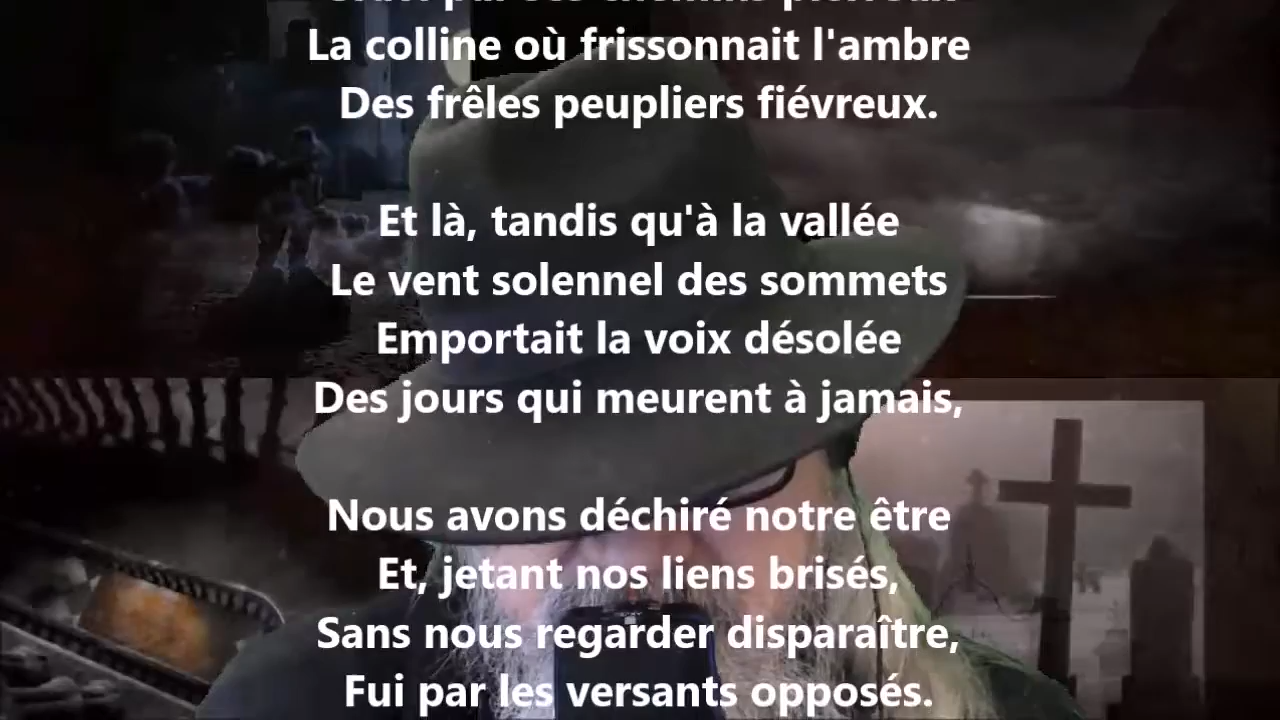 La colline où frissonnait l'ambre
Des frêles peupliers fiévreux.
Et là, tandis qu'à la vallée
Le vent solennel des sommets
Emportait la voix désolée
Des jours qui meurent à jamais,
Nous avons déchiré notre être
Et, jetant nos liens brisés,
Sans nous regarder disparaître,
Fui par les versants opposés.